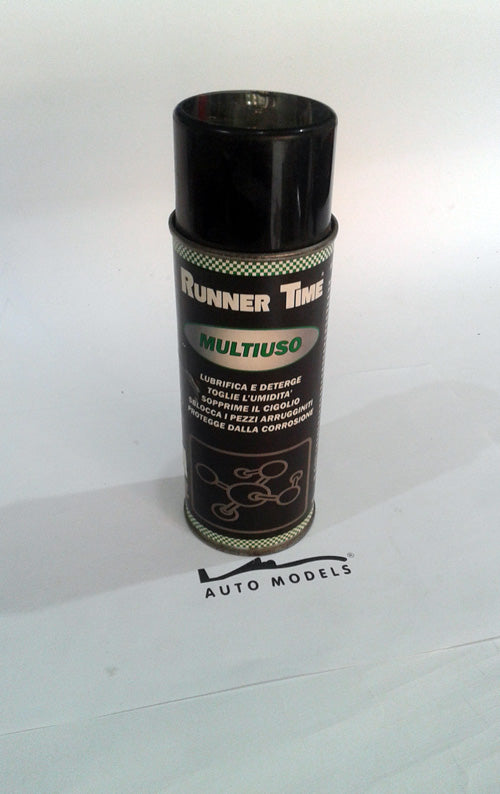 RUNNER TIME
MULTIUSO
LUBRIFICA E DETERGE
TOGLIE L'UMIDITA'
SOPPRIME IL CIGOLIO
SBLOCCA I PEZZI ARRUGGINITI
PROTEGGE DALLA CORROSIONE
®
AUTO MODELS